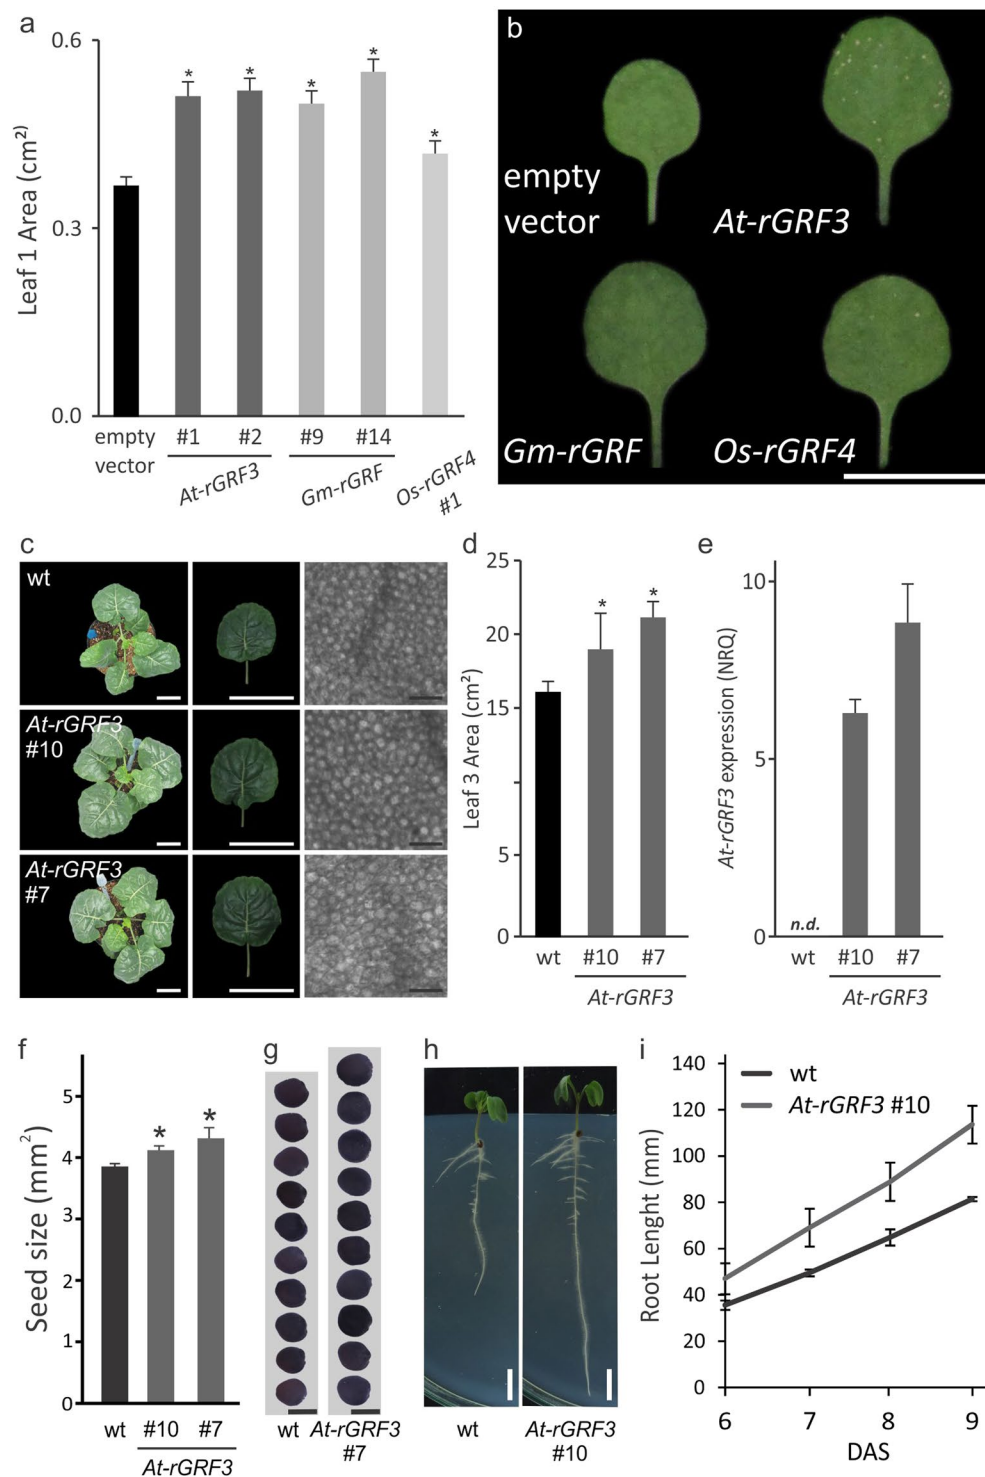 a
0.6
0.3
0.0
Leaf 1 Area (cm²)
* * * * *
empty
vector
#1 #2 #9 #14
At-rGRF3
Gm-rGRF
Os-rGRF4
#1
b
empty
vector
At-rGRF3
Gm-rGRF
Os-rGRF4
c
wt
At-rGRF3
#10
At-rGRF3
#7
d
25
15
5
0
Leaf 3 Area (cm²)
* *
wt #10 #7
At-rGRF3
e
10
5
0
At-rGRF3 expression (NRQ)
n.d.
wt #10 #7
At-rGRF3
f
5
4
3
2
1
0
Seed size (mm²)
* *
wt #10 #7
At-rGRF3
g
wt At-rGRF3
#7
h
wt At-rGRF3
#10
i
140
120
100
80
60
40
20
0
Root Lenght (mm)
wt
At-rGRF3 #10
6 7 8 9
DAS